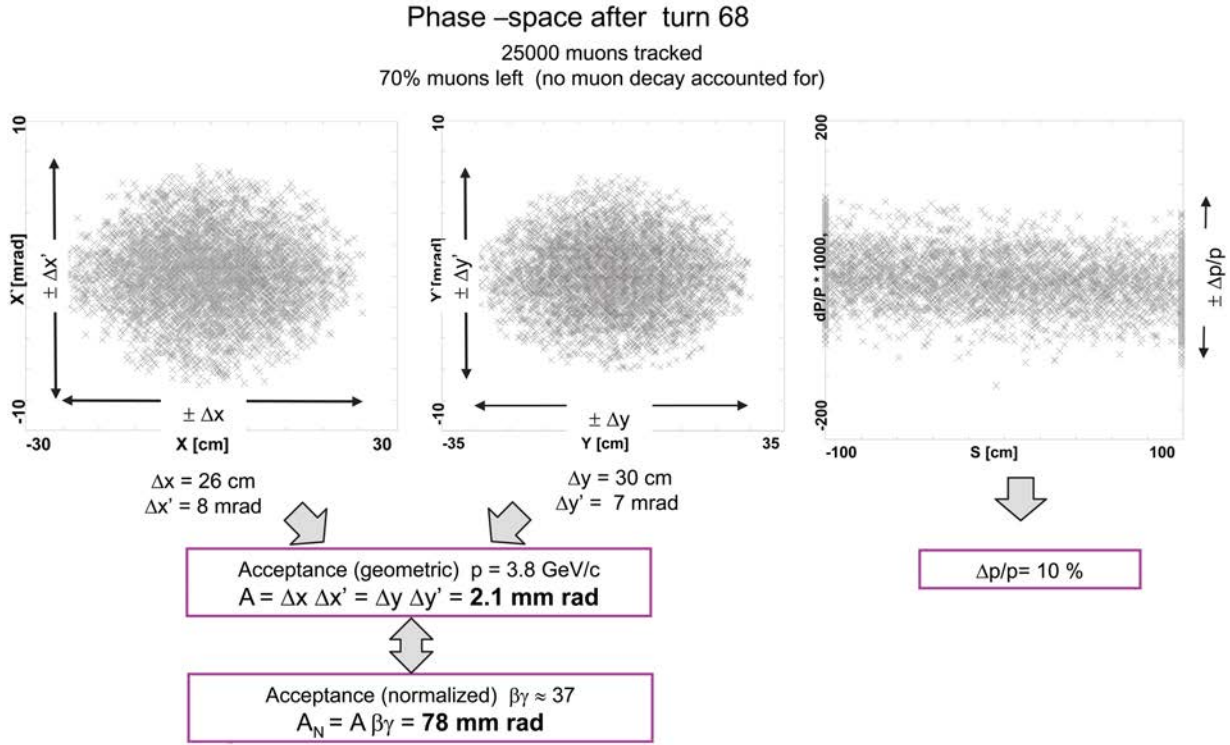 Phase –space after turn 68
25000 muons tracked
70% muons left (no muon decay accounted for)
10
X' [mrad]
± Δx'
-10
± Δx
-30
X [cm]
30
10
Y' [mrad]
± Δy'
-10
± Δy
-35
Y [cm]
35
200
dP/P * 1000,
± Δp/p
-200
-100
S [cm]
100
Δx = 26 cm
Δx' = 8 mrad
Δy = 30 cm
Δy' = 7 mrad
Acceptance (geometric) p = 3.8 GeV/c
A = Δx Δx' = Δy Δy' = 2.1 mm rad
Δp/p= 10 %
Acceptance (normalized) βγ ≈ 37
A_N = A βγ = 78 mm rad